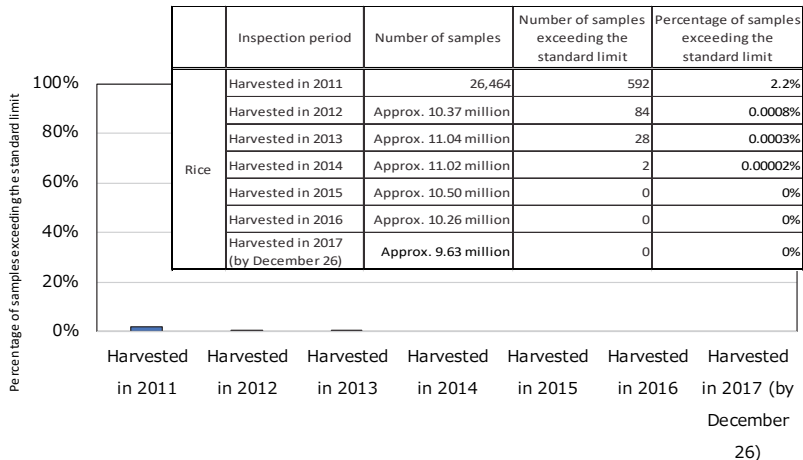 Inspection period
Number of samples
Number of samples
exceeding the
standard limit
Percentage of samples
exceeding the
standard limit
Rice
Harvested in 2011 26,464 592 2.2%
Harvested in 2012 Approx. 10.37 million 84 0.0008%
Harvested in 2013 Approx. 11.04 million 28 0.0003%
Harvested in 2014 Approx. 11.02 million 2 0.00002%
Harvested in 2015 Approx. 10.50 million 0 0%
Harvested in 2016 Approx. 10.26 million 0 0%
Harvested in 2017
(by December 26) Approx. 9.63 million 0 0%
Percentage of samples exceeding the standard limit
100%
80%
60%
40%
20%
0%
Harvested
in 2011
Harvested
in 2012
Harvested
in 2013
Harvested
in 2014
Harvested
in 2015
Harvested
in 2016
Harvested
in 2017 (by
December
26)